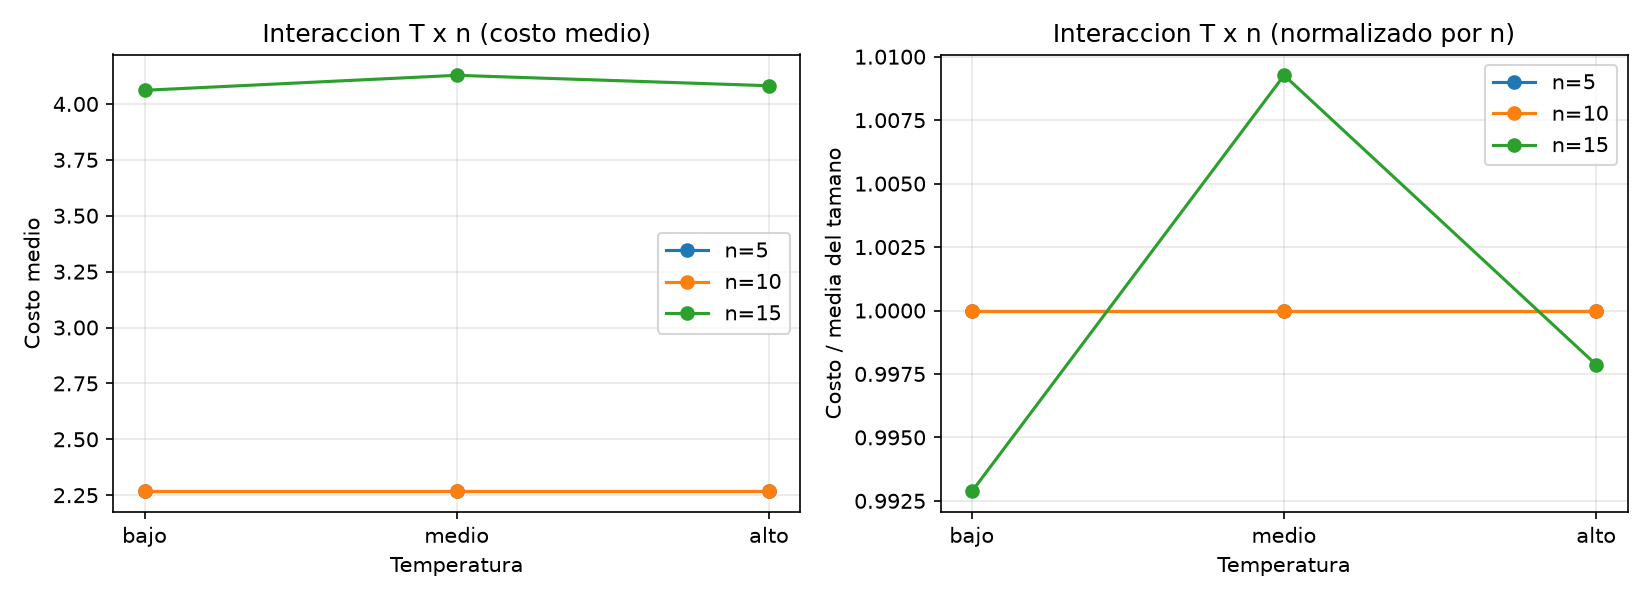 Interaccion T x n (costo medio)
Costo medio
4.00
3.75
3.50
3.25
3.00
2.75
2.50
2.25
n=5
n=10
n=15
bajo
medio
alto
Temperatura
Interaccion T x n (normalizado por n)
Costo / media del tamano
1.0100
1.0075
1.0050
1.0025
1.0000
0.9975
0.9950
0.9925
n=5
n=10
n=15
bajo
medio
alto
Temperatura